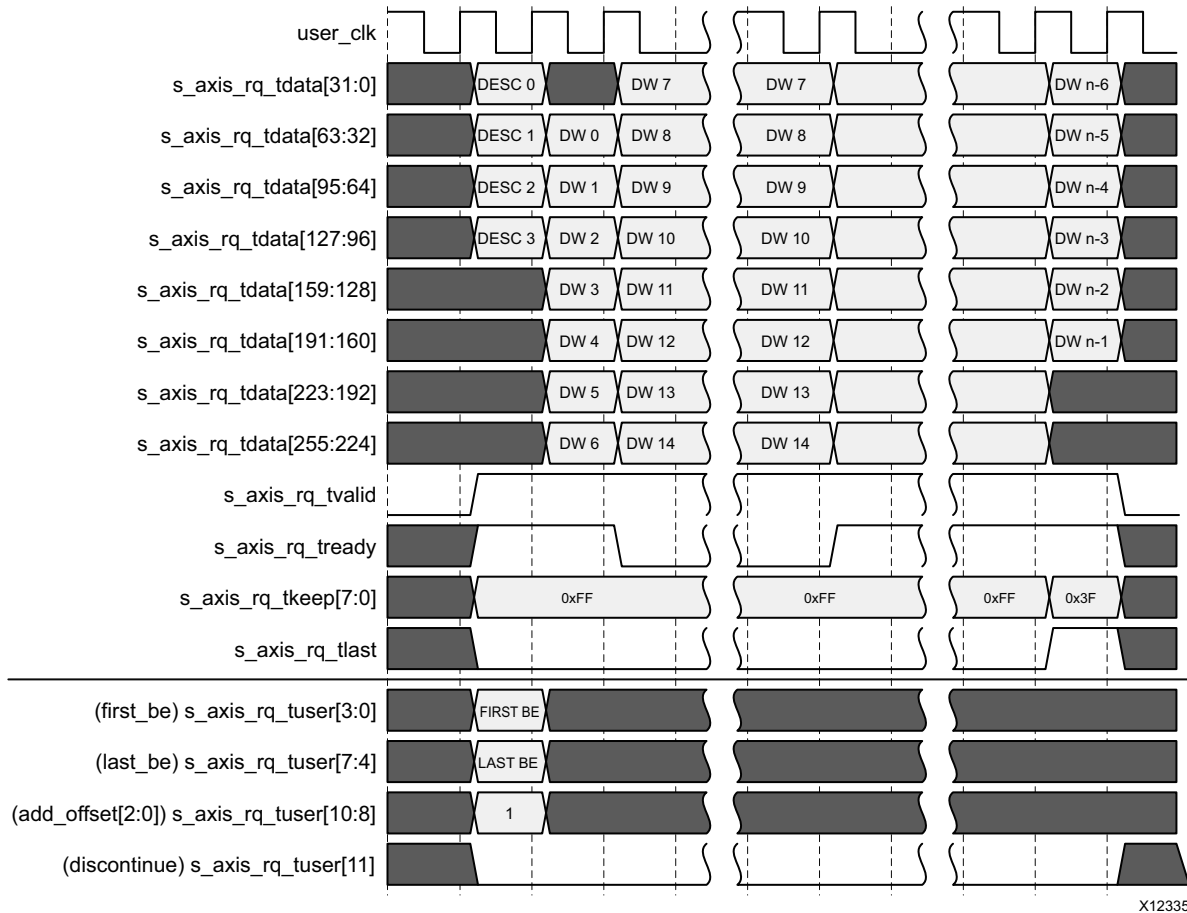 user_clk
s_axis_rq_tdata[31:0] DESC 0 DW 7 DW 7 DW n-6
s_axis_rq_tdata[63:32] DESC 1 DW 0 DW 8 DW 8 DW n-5
s_axis_rq_tdata[95:64] DESC 2 DW 1 DW 9 DW 9 DW n-4
s_axis_rq_tdata[127:96] DESC 3 DW 2 DW 10 DW 10 DW n-3
s_axis_rq_tdata[159:128] DW 3 DW 11 DW 11 DW n-2
s_axis_rq_tdata[191:160] DW 4 DW 12 DW 12 DW n-1
s_axis_rq_tdata[223:192] DW 5 DW 13 DW 13
s_axis_rq_tdata[255:224] DW 6 DW 14 DW 14
s_axis_rq_tvalid
s_axis_rq_tready
s_axis_rq_tkeep[7:0] 0xFF 0xFF 0xFF 0x3F
s_axis_rq_tlast
(first_be) s_axis_rq_tuser[3:0] FIRST BE
(last_be) s_axis_rq_tuser[7:4] LAST BE
(add_offset[2:0]) s_axis_rq_tuser[10:8] 1
(discontinue) s_axis_rq_tuser[11]
X12335